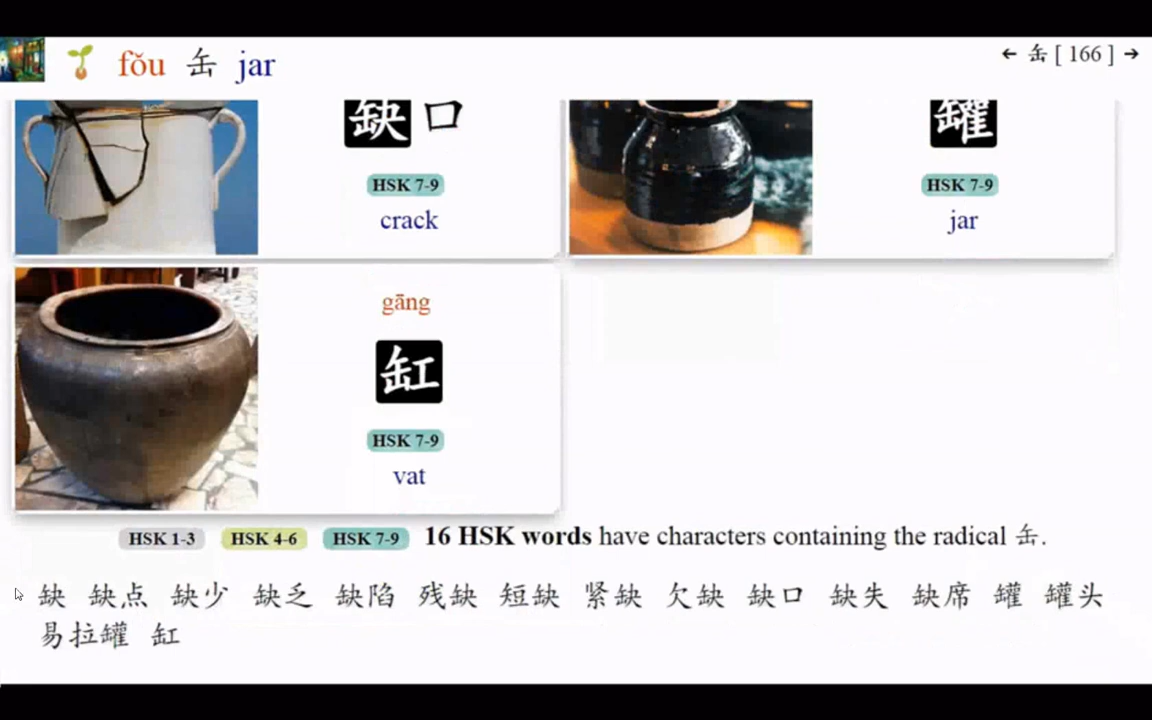 fǒu 缶 jar
← 缶 [ 166 ] →
缺口
HSK 7-9
crack
罐
HSK 7-9
jar
gāng
缸
HSK 7-9
vat
HSK 1-3 HSK 4-6 HSK 7-9 16 HSK words have characters containing the radical 缶.
缺 缺点 缺少 缺乏 缺陷 残缺 短缺 紧缺 欠缺 缺口 缺失 缺席 罐 罐头
易拉罐 缸